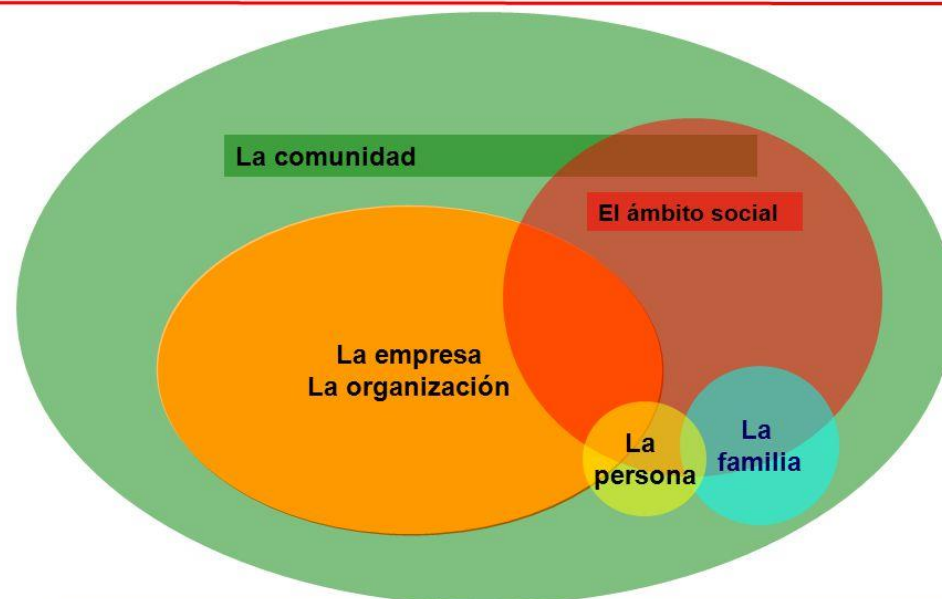 La comunidad
El ámbito social
La empresa
La organización
La
persona
La
familia